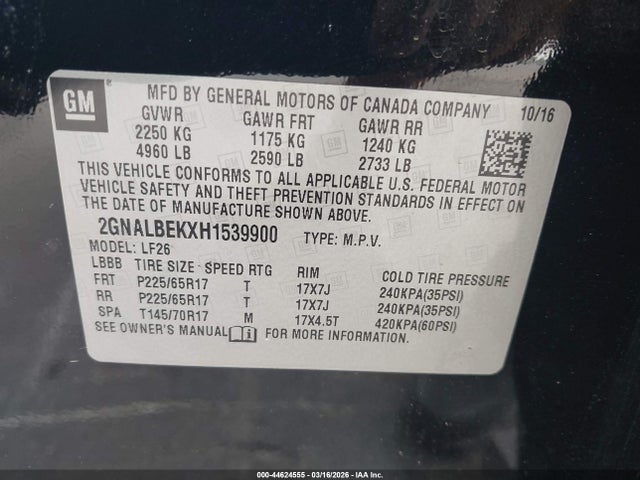 GM
MFD BY GENERAL MOTORS OF CANADA COMPANY 10/16
GVWR GAWR FRT GAWR RR
2250 KG 1175 KG 1240 KG
4960 LB 2590 LB 2733 LB
THIS VEHICLE CONFORMS TO ALL APPLICABLE U.S. FEDERAL MOTOR
VEHICLE SAFETY AND THEFT PREVENTION STANDARDS IN EFFECT ON
THE DATE OF MANUFACTURE SHOWN ABOVE.
2GNALBEKXH1539900 TYPE: M.P.V.
MODEL: LF26
LBBB TIRE SIZE - SPEED RTG RIM COLD TIRE PRESSURE
FRT P225/65R17 T 17X7J 240KPA(35PSI)
RR P225/65R17 T 17X7J 240KPA(35PSI)
SPA T145/70R17 M 17X4.5T 420KPA(60PSI)
SEE OWNER'S MANUAL FOR MORE INFORMATION.
000-44624555 - 03/16/2026 - IAA Inc.